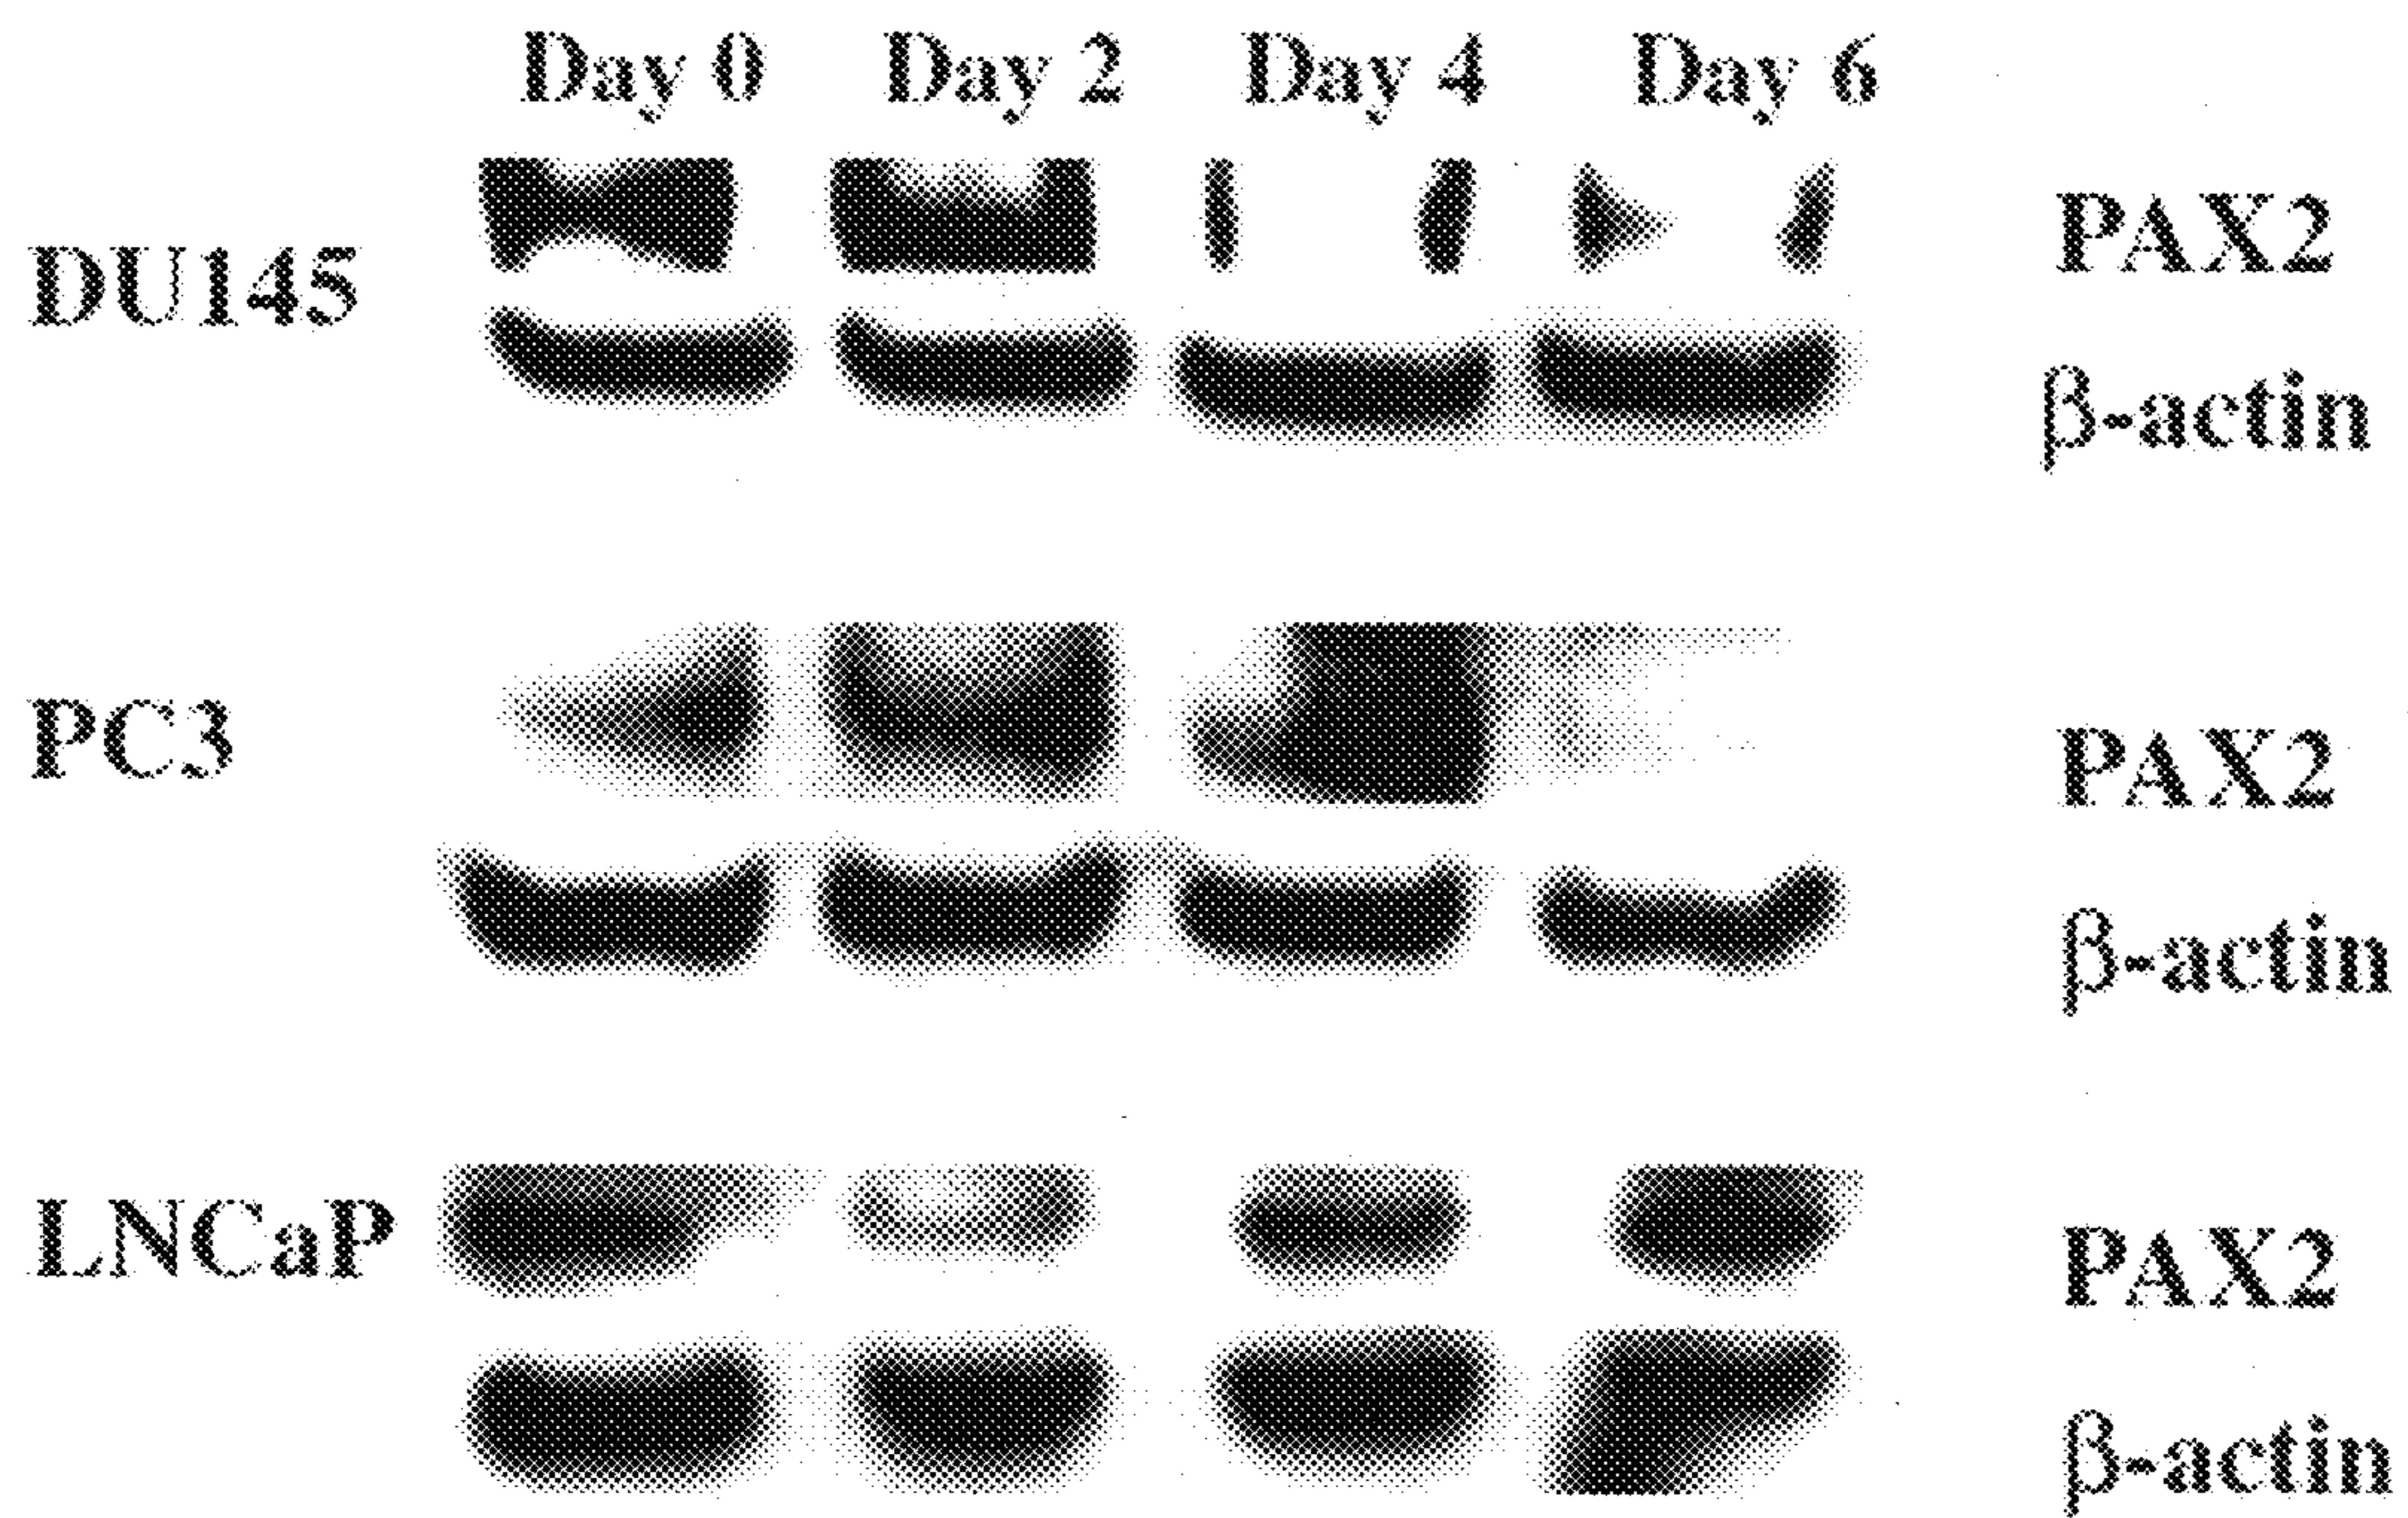 Day 0 Day 2 Day 4 Day 6
DU145 PAX2
β-actin
PC3 PAX2
β-actin
LNCaP PAX2
β-actin